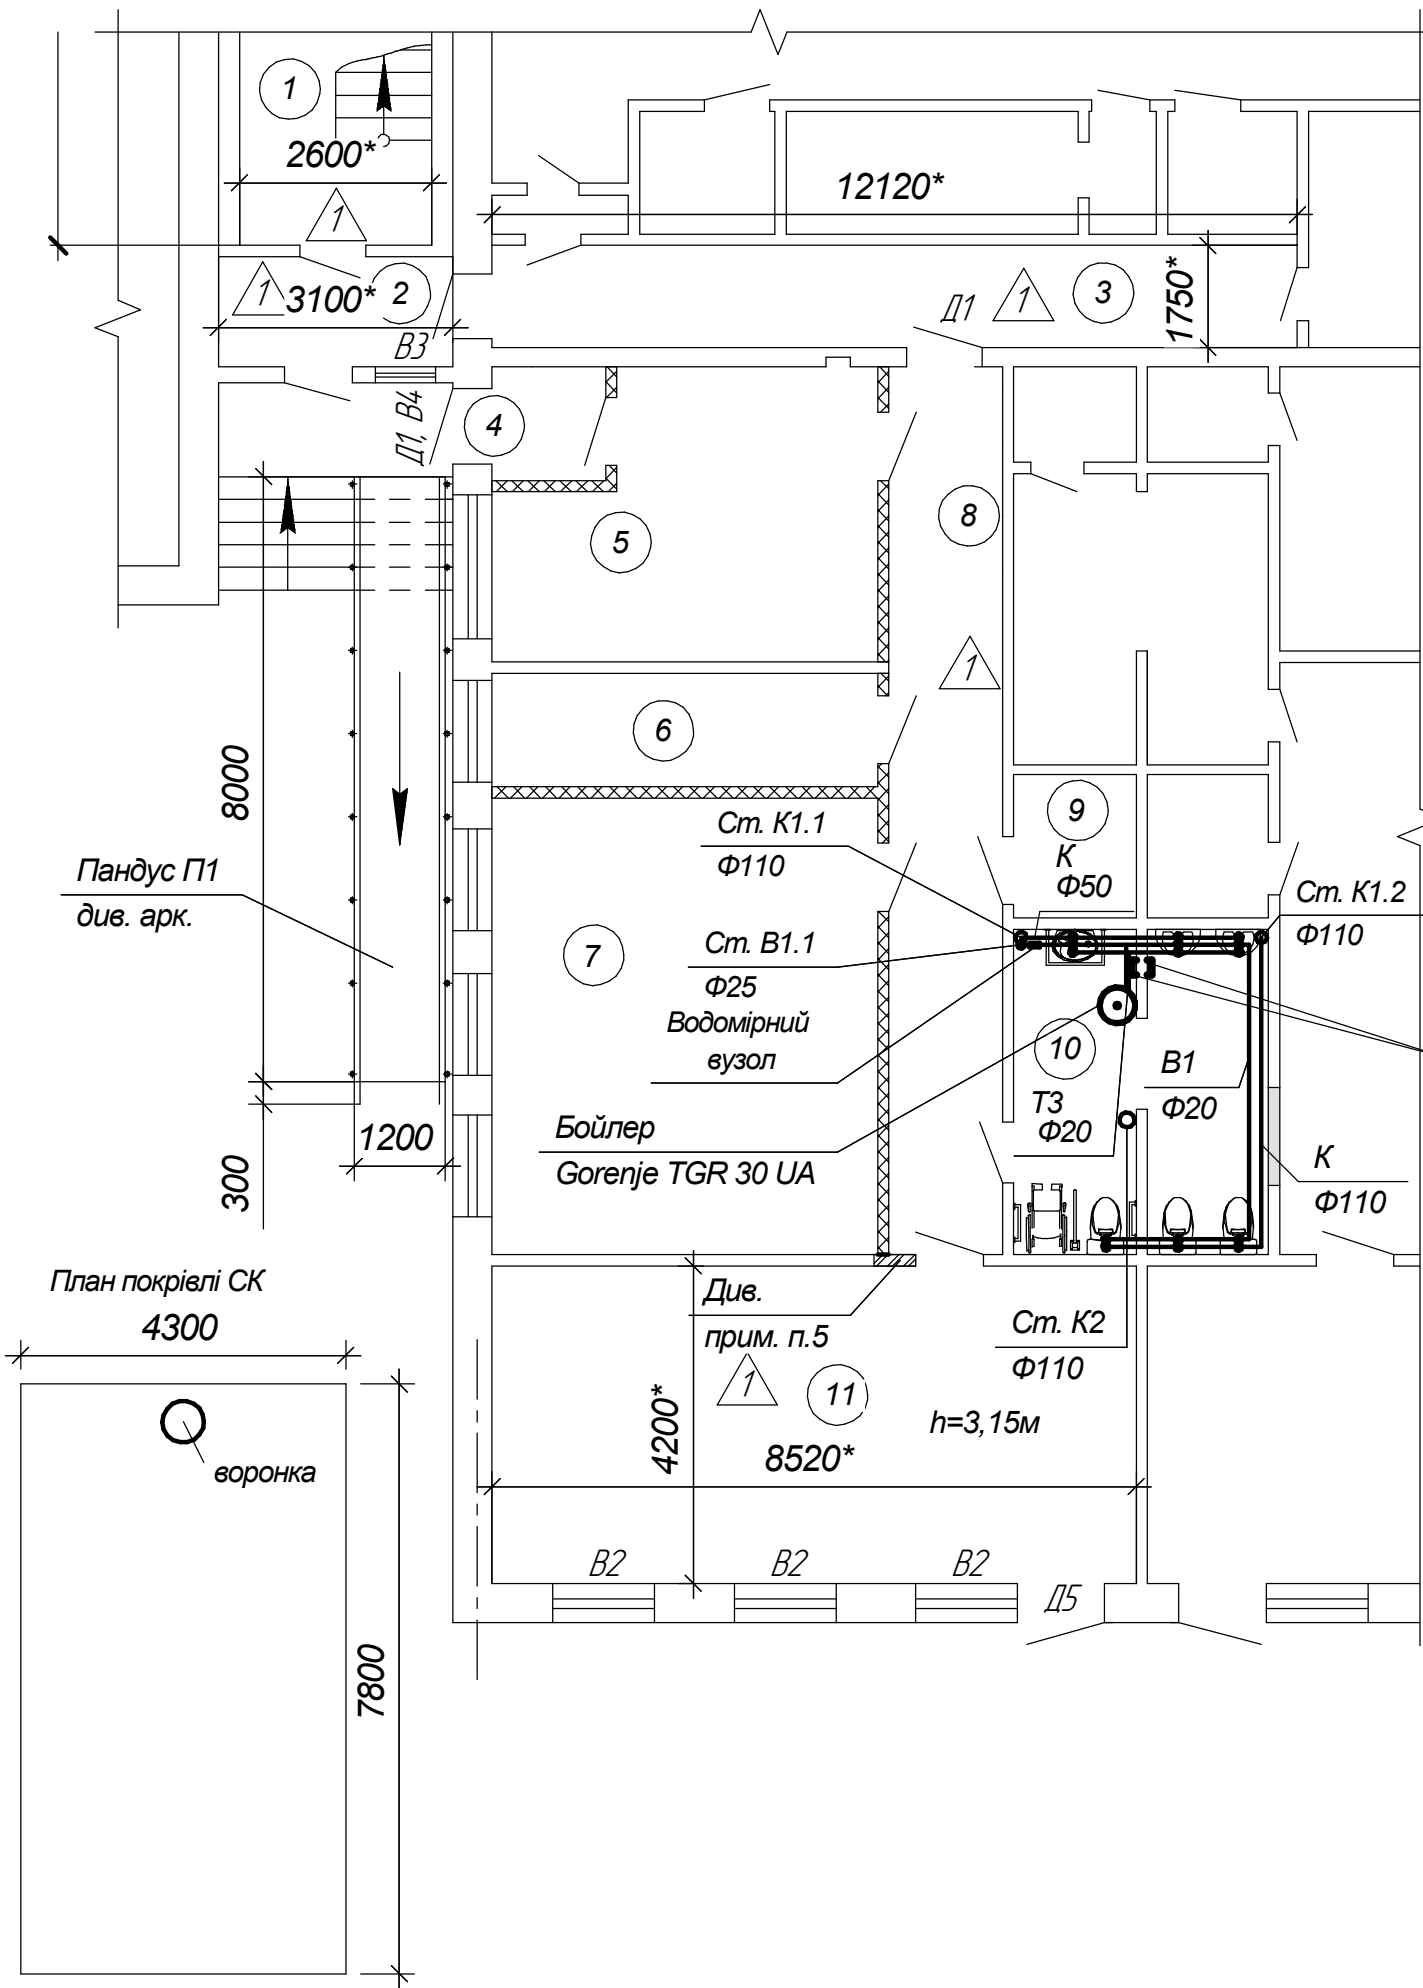 1
2600*
1
12120*
1
3100*
2
В3
Д1
1
3
1750*
Д1, В4
4
5
8
1
6
8000
Пандус П1
див. арк.
Ст. К1.1
Ф110
9
К
Ф50
Ст. К1.2
Ф110
7
Ст. В1.1
Ф25
Водомірний
вузол
10
В1
Ф20
Т3
Ф20
Бойлер
Gorenje TGR 30 UA
1200
300
К
Ф110
План покрівлі СК
4300
Див.
прим. п.5
Ст. К2
Ф110
1
11
h=3,15м
4200*
8520*
воронка
7800
В2
В2
В2
Д5